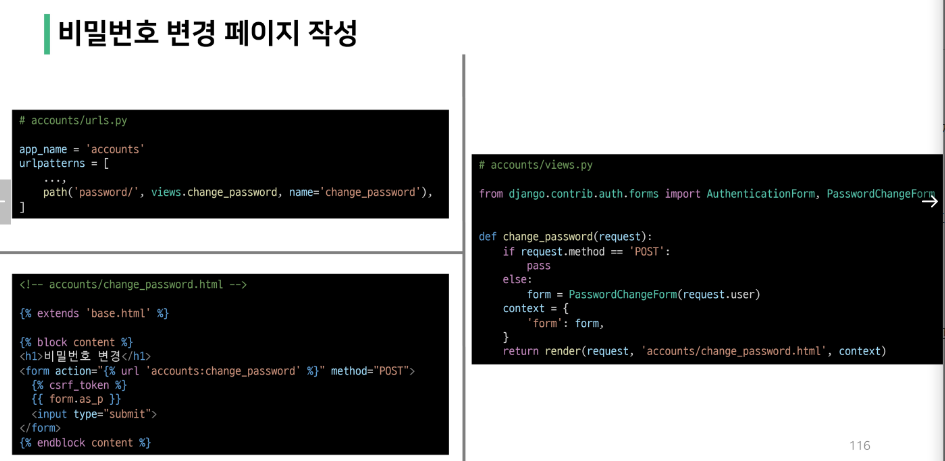 비밀번호 변경 페이지 작성
# accounts/urls.py
app_name = 'accounts'
urlpatterns = [
    ...,
    path('password/', views.change_password, name='change_password'),
]
<!-- accounts/change_password.html -->
{% extends 'base.html' %}
{% block content %}
<h1>비밀번호 변경</h1>
<form action="{% url 'accounts:change_password' %}" method="POST">
  {% csrf_token %}
  {{ form.as_p }}
  <input type="submit">
</form>
{% endblock content %}
# accounts/views.py
from django.contrib.auth.forms import AuthenticationForm, PasswordChangeForm
def change_password(request):
    if request.method == 'POST':
        pass
    else:
        form = PasswordChangeForm(request.user)
    context = {
        'form': form,
    }
    return render(request, 'accounts/change_password.html', context)
116